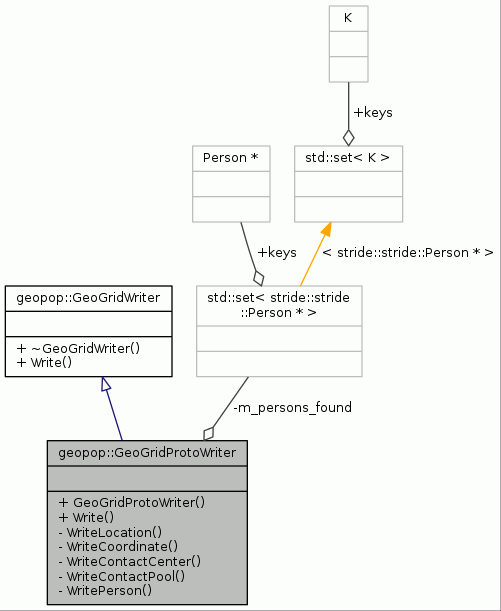 K
+keys
Person *
std::set< K >
+keys
< stride::stride::Person * >
geopop::GeoGridWriter
+ ~GeoGridWriter()
+ Write()
std::set< stride::stride
::Person * >
-m_persons_found
geopop::GeoGridProtoWriter
+ GeoGridProtoWriter()
+ Write()
- WriteLocation()
- WriteCoordinate()
- WriteContactCenter()
- WriteContactPool()
- WritePerson()